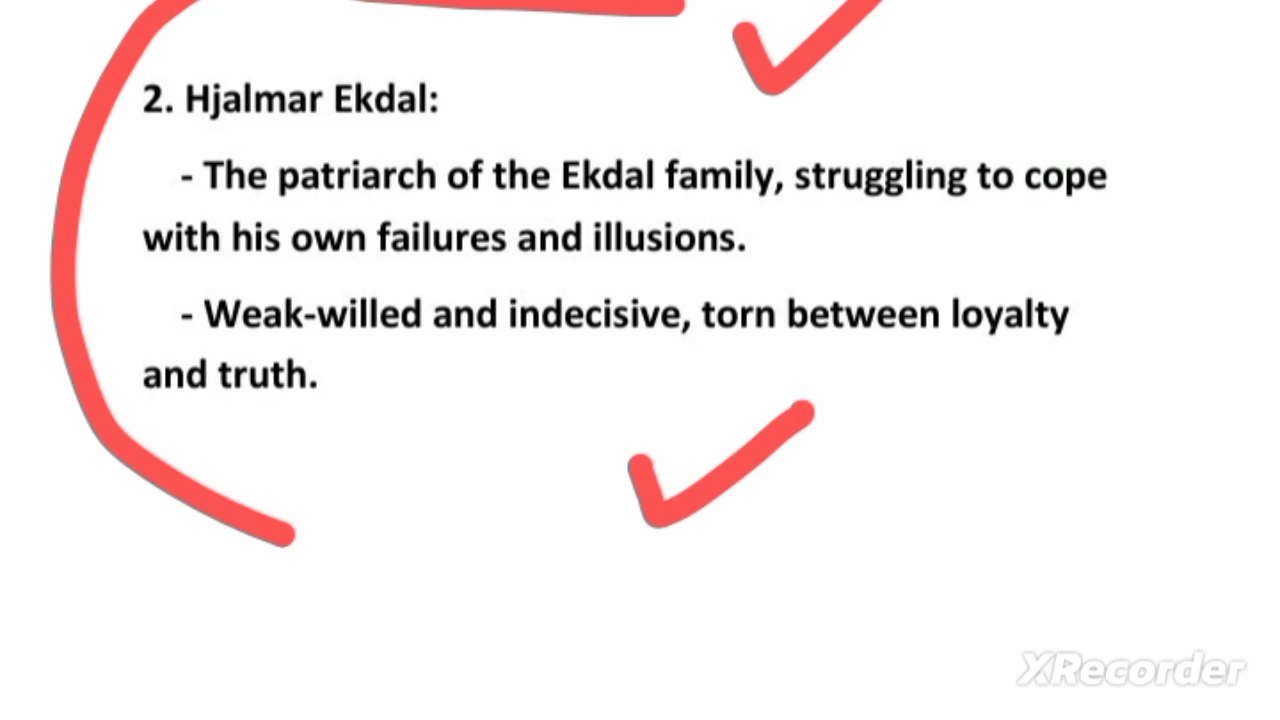 2. Hjalmar Ekdal:
- The patriarch of the Ekdal family, struggling to cope
with his own failures and illusions.
- Weak-willed and indecisive, torn between loyalty
and truth.
XRecorder